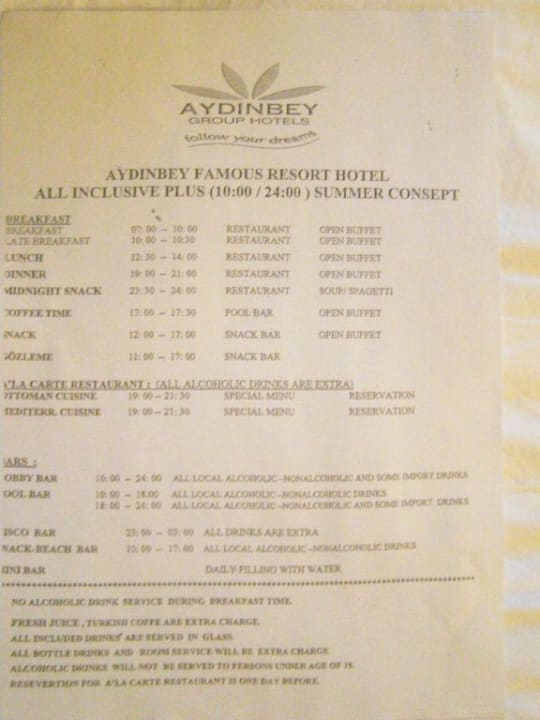 AYDINBEY
GROUP HOTELS
follow your dreams
AYDINBEY FAMOUS RESORT HOTEL
ALL INCLUSIVE PLUS (10:00 / 24:00 ) SUMMER CONSEPT
BREAKFAST
BREAKFAST 07: 00 – 10: 00 RESTAURANT OPEN BUFFET
LATE BREAKFAST 10: 00 – 10:30 RESTAURANT OPEN BUFFET
LUNCH 12: 30 – 14: 00 RESTAURANT OPEN BUFFET
DINNER 19: 00 – 21: 00 RESTAURANT OPEN BUFFET
MIDNIGHT SNACK 23: 30 – 24: 00 RESTAURANT SOUP/ SPAGETTI
COFFEE TIME 17: 00 – 17: 30 POOL BAR OPEN BUFFET
SNACK 12: 00 – 17: 00 SNACK BAR OPEN BUFFET
GÖZLEME 11: 00 – 17: 00 SNACK BAR
A'LA CARTE RESTAURANT : (ALL ALCOHOLIC DRINKS ARE EXTRA)
OTTOMAN CUISINE 19: 00 – 21: 30 SPECIAL MENU RESERVATION
MEDITERR. CUISINE 19: 00 – 21: 30 SPECIAL MENU RESERVATION
BARS :
LOBBY BAR 10: 00 – 24: 00 ALL LOCAL ALCOHOLIC –NONALCOHOLIC AND SOME IMPORT DRINKS
POOL BAR 10: 00 – 18:00 ALL LOCAL ALCOHOLIC –NONALCOHOLIC DRINKS
18: 00 – 24: 00 ALL LOCAL ALCOHOLIC –NONALCOHOLIC AND SOME IMPORT DRINKS
DISCO BAR 23: 00 – 03: 00 ALL DRINKS ARE EXTRA
SNACK-BEACH BAR 10: 00 – 17: 00 ALL LOCAL ALCOHOLIC –NONALCOHOLIC DRINKS
MINI BAR DAILY FILLING WITH WATER
NO ALCOHOLIC DRINK SERVICE DURING BREAKFAST TIME.
FRESH JUICE , TURKISH COFFE ARE EXTRA CHARGE.
ALL INCLUDED DRINKS ARE SERVED IN GLASS.
ALL BOTTLE DRINKS AND ROOM SERVICE WILL BE EXTRA CHARGE
ALCOHOLIC DRINKS WILL NOT BE SERVED TO PERSONS UNDER AGE OF 18.
RESEVERTION FOR A'LA CARTE RESTAURANT IS ONE DAY BEFORE.